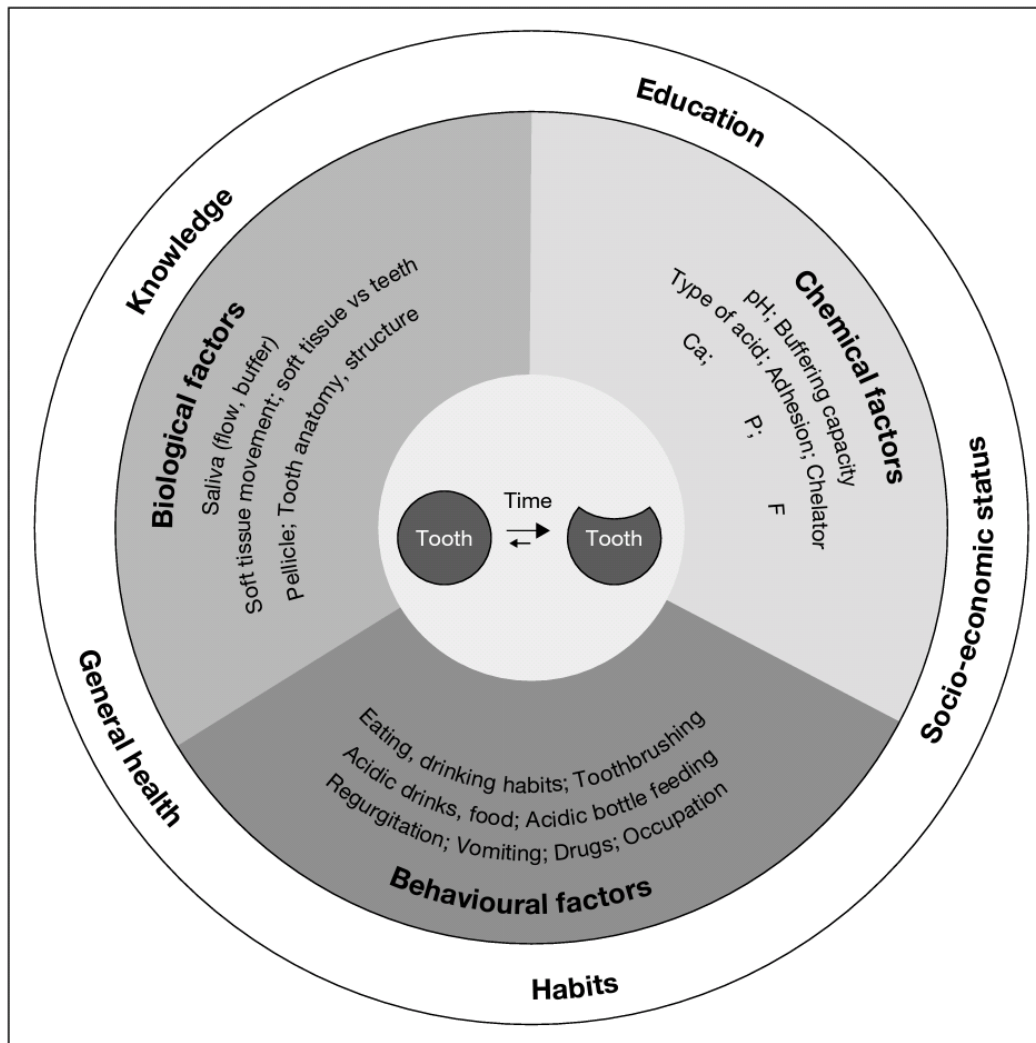 Education
Knowledge
Socio-economic status
General health
Habits
Biological factors
Saliva (flow, buffer)
Soft tissue movement; soft tissue vs teeth
Pellicle; Tooth anatomy, structure
Chemical factors
pH; Buffering capacity
Type of acid; Adhesion; Chelator
Ca; P; F
Time
Tooth
Tooth
Eating, drinking habits; Toothbrushing
Acidic drinks, food; Acidic bottle feeding
Regurgitation; Vomiting; Drugs; Occupation
Behavioural factors